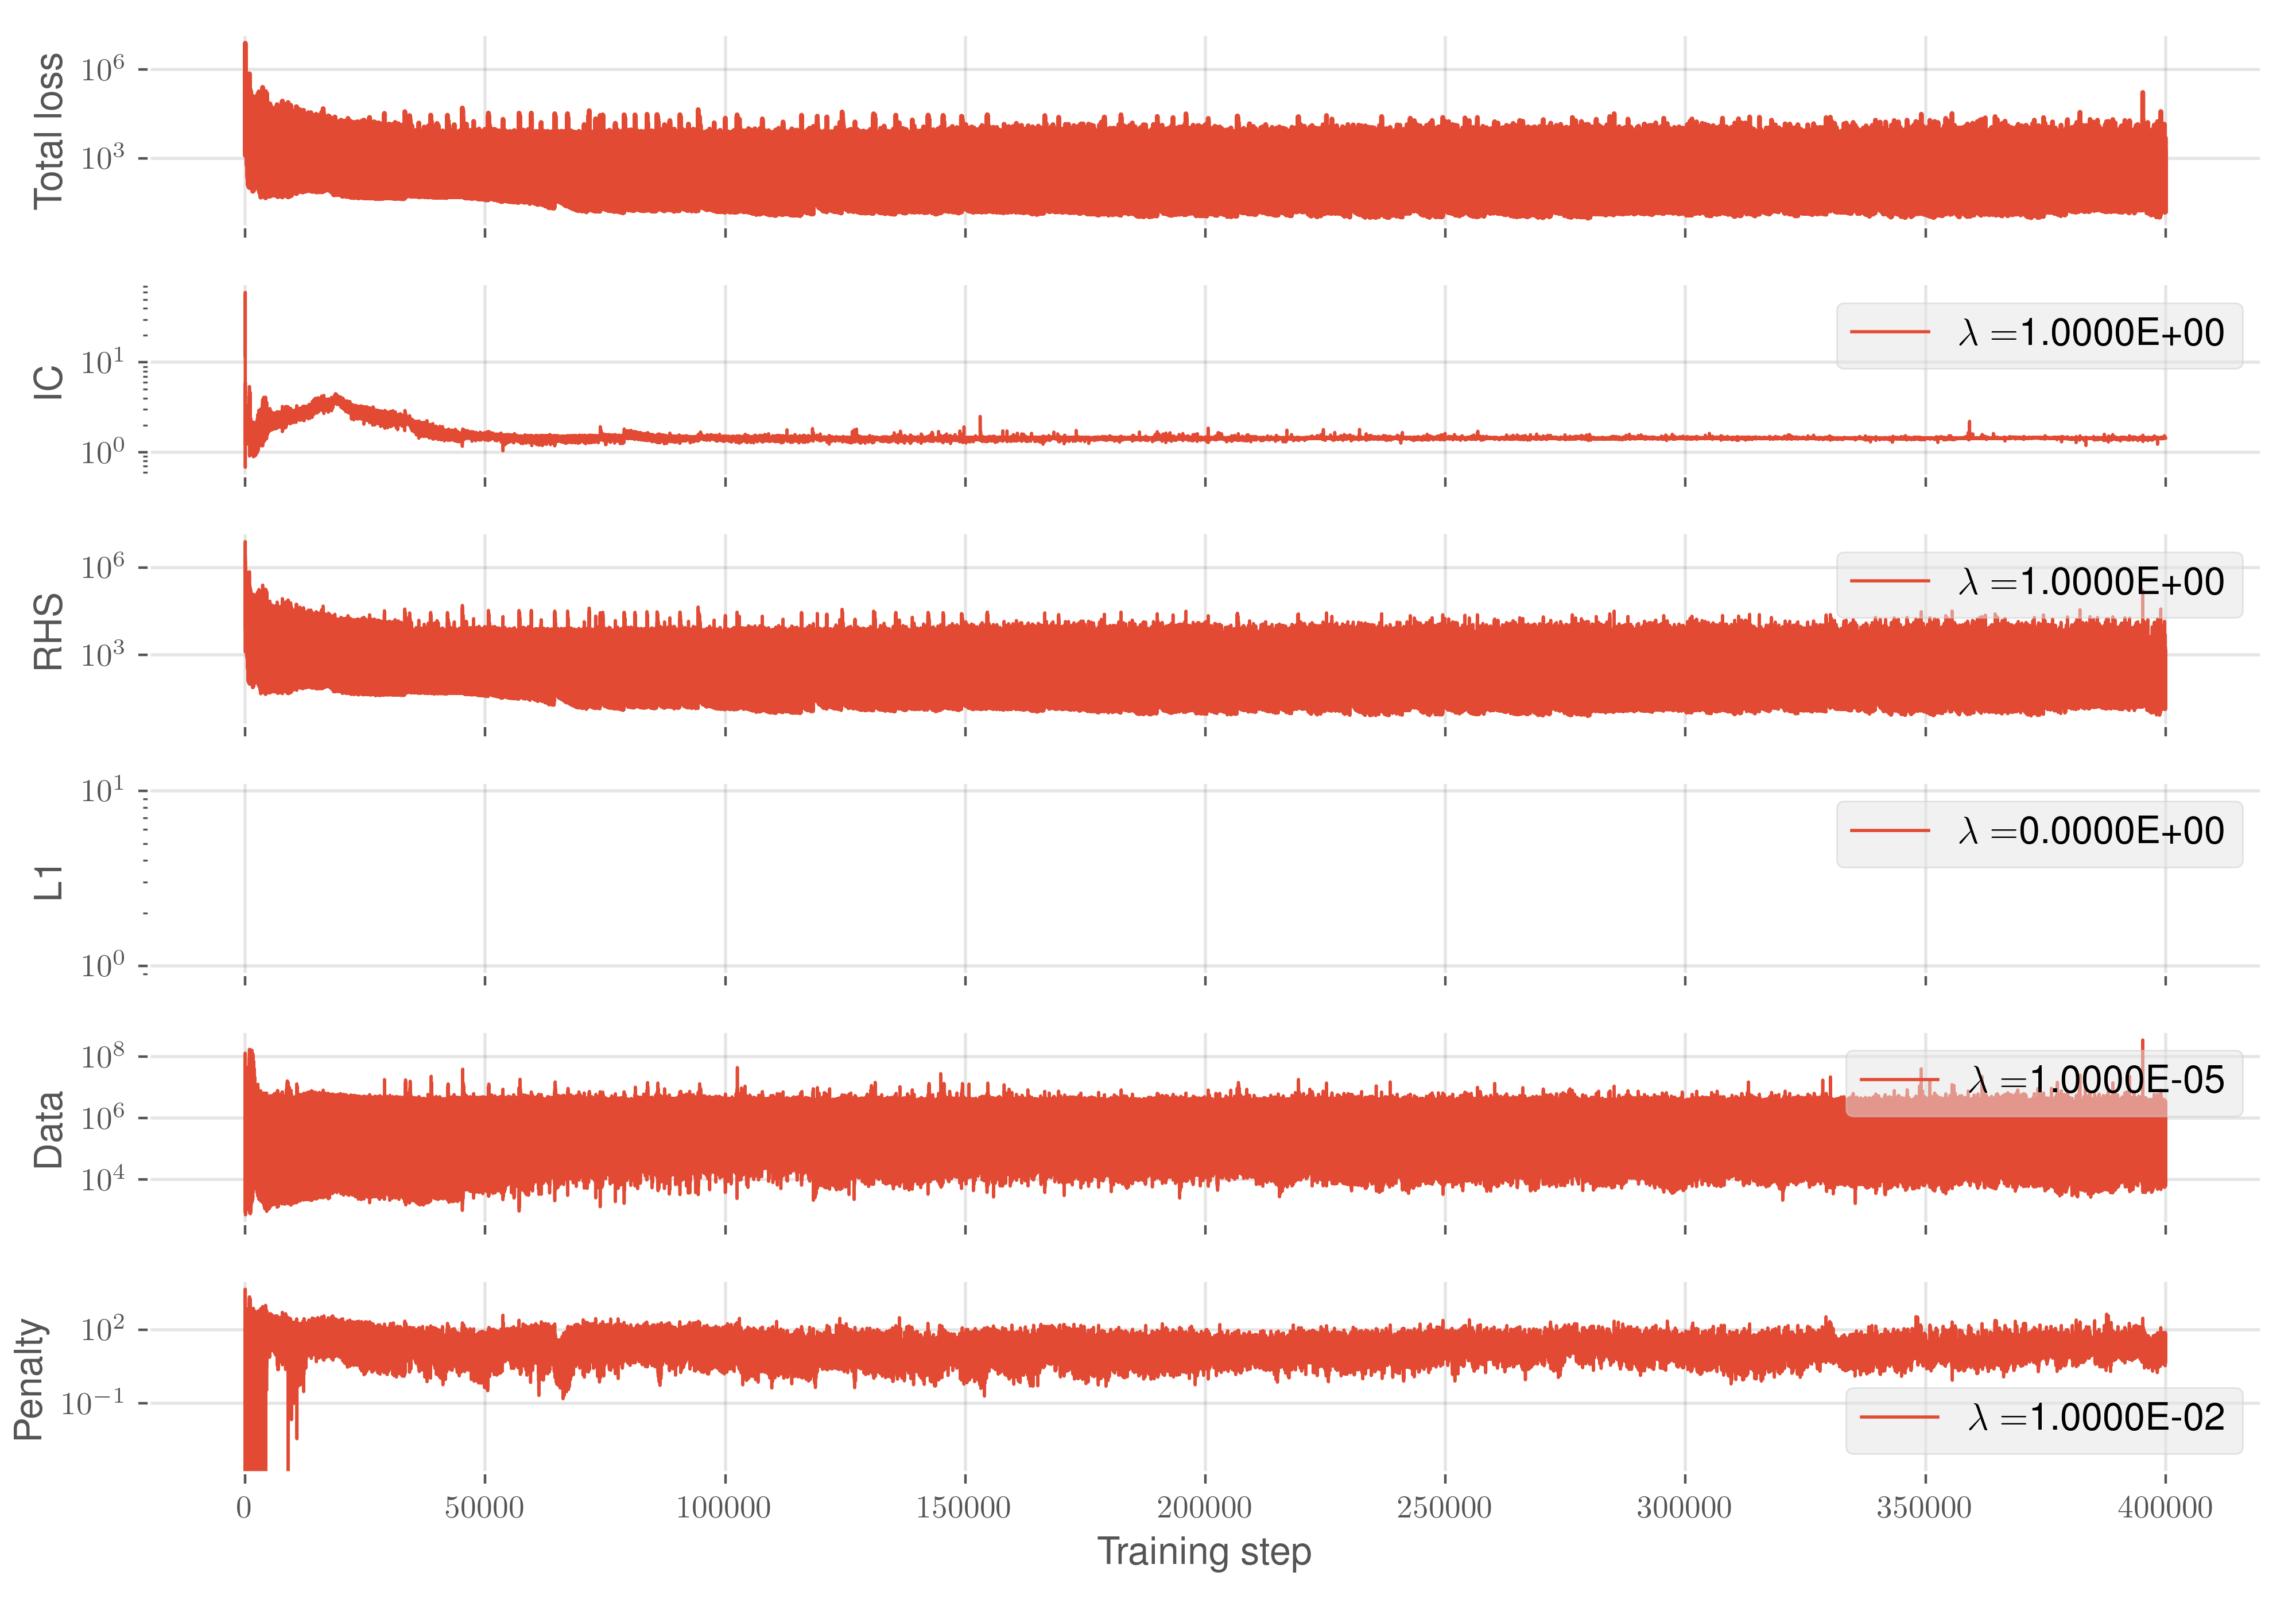 Total loss
10^6
10^3
IC
10^1
10^0
λ =1.0000E+00
RHS
10^6
10^3
λ =1.0000E+00
L1
10^1
10^0
λ =0.0000E+00
Data
10^8
10^6
10^4
λ =1.0000E-05
Penalty
10^2
10^−1
λ =1.0000E-02
0 50000 100000 150000 200000 250000 300000 350000 400000
Training step